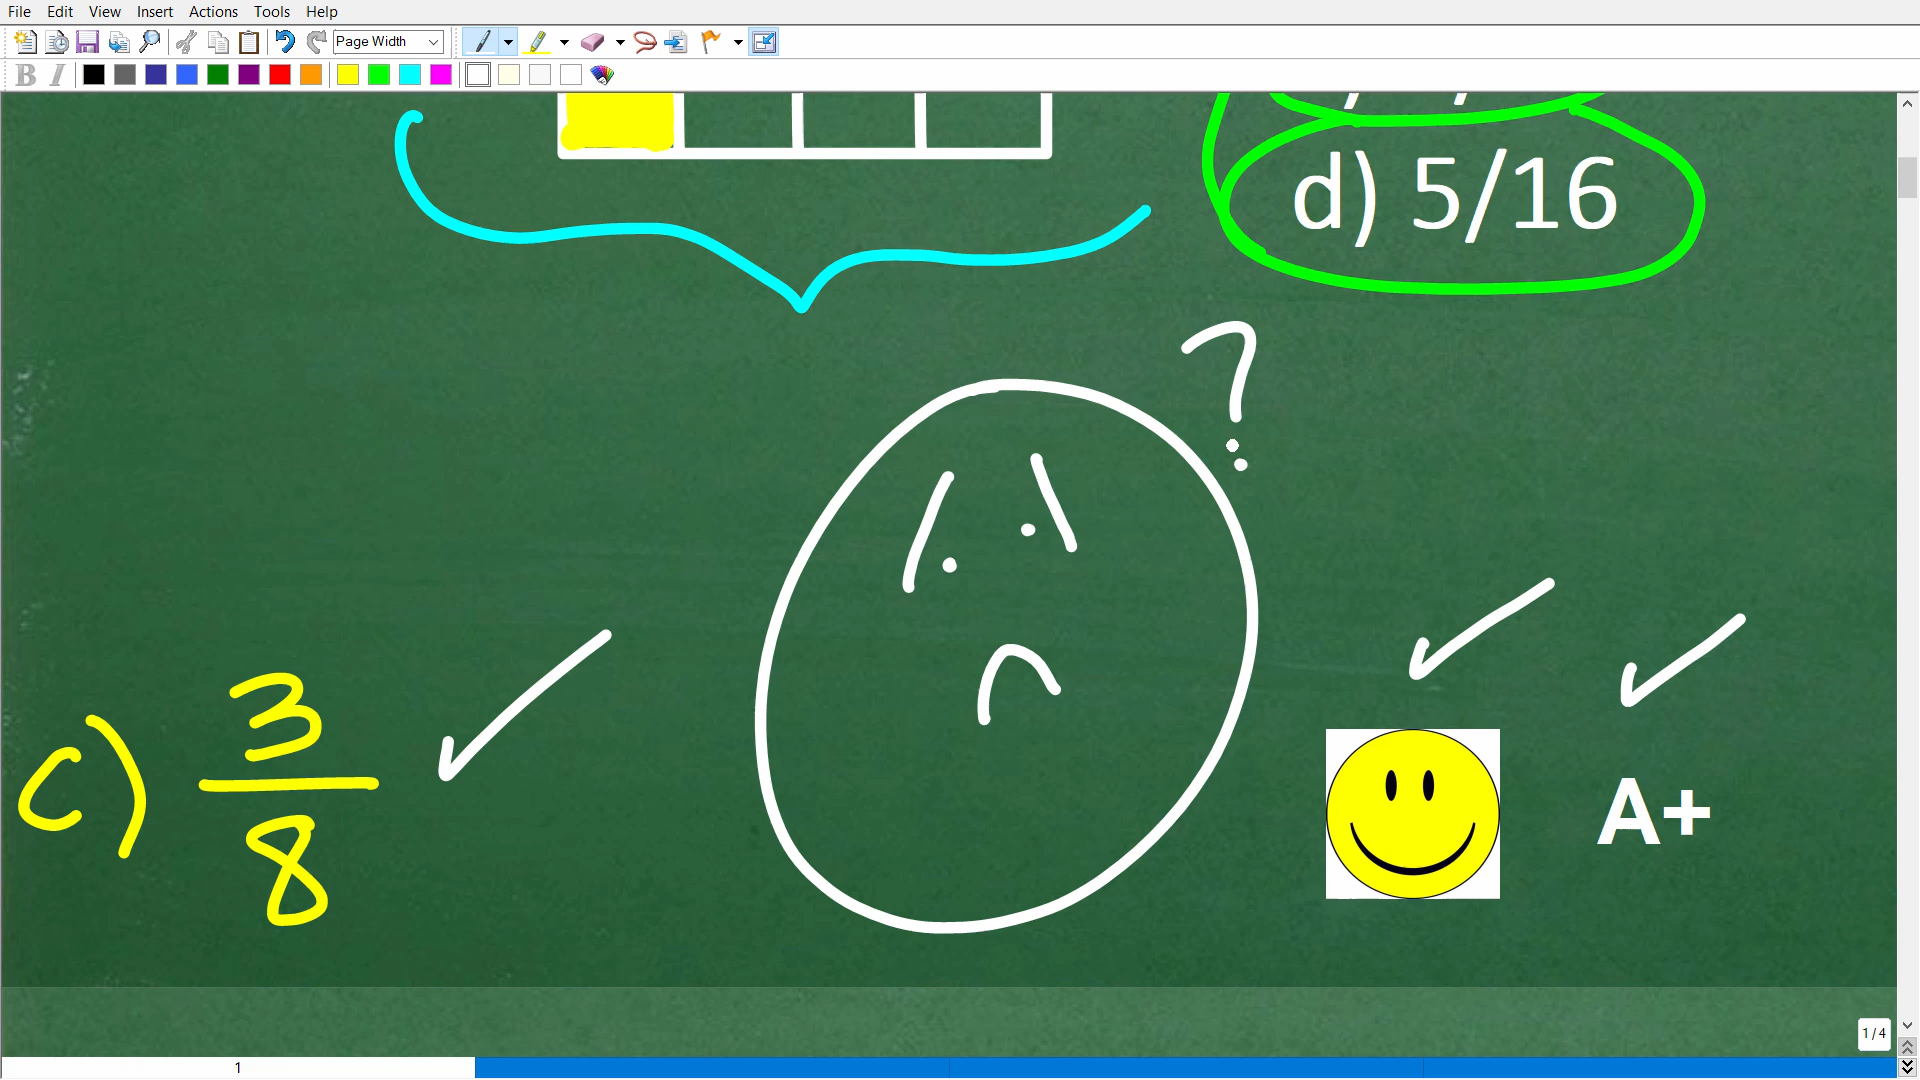 File Edit View Insert Actions Tools Help
Page Width
B I
d) 5/16
?
c) 3/8
A+
1 / 4
1